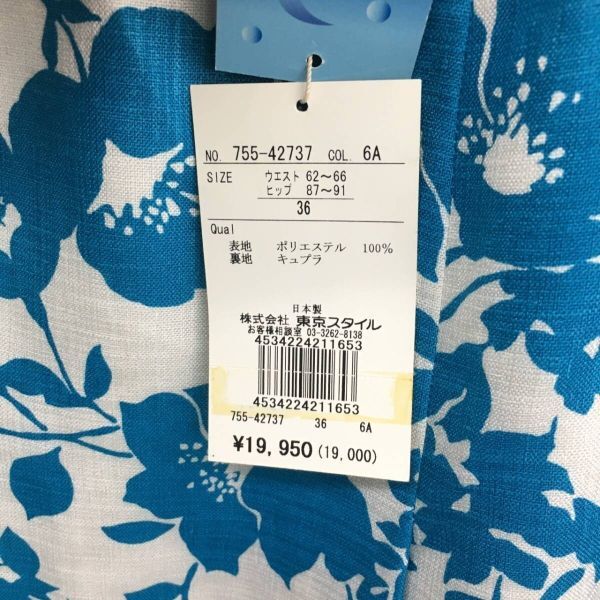 NO. 755-42737 COL. 6A
SIZE ウエスト 62～66
ヒップ 87～91
36
Qual
表地 ポリエステル 100%
裏地 キュプラ
日本製
株式会社 東京スタイル
お客様相談室 03-3262-8138
4534224211653
4534224211653
755-42737 36 6A
¥19,950(19,000)